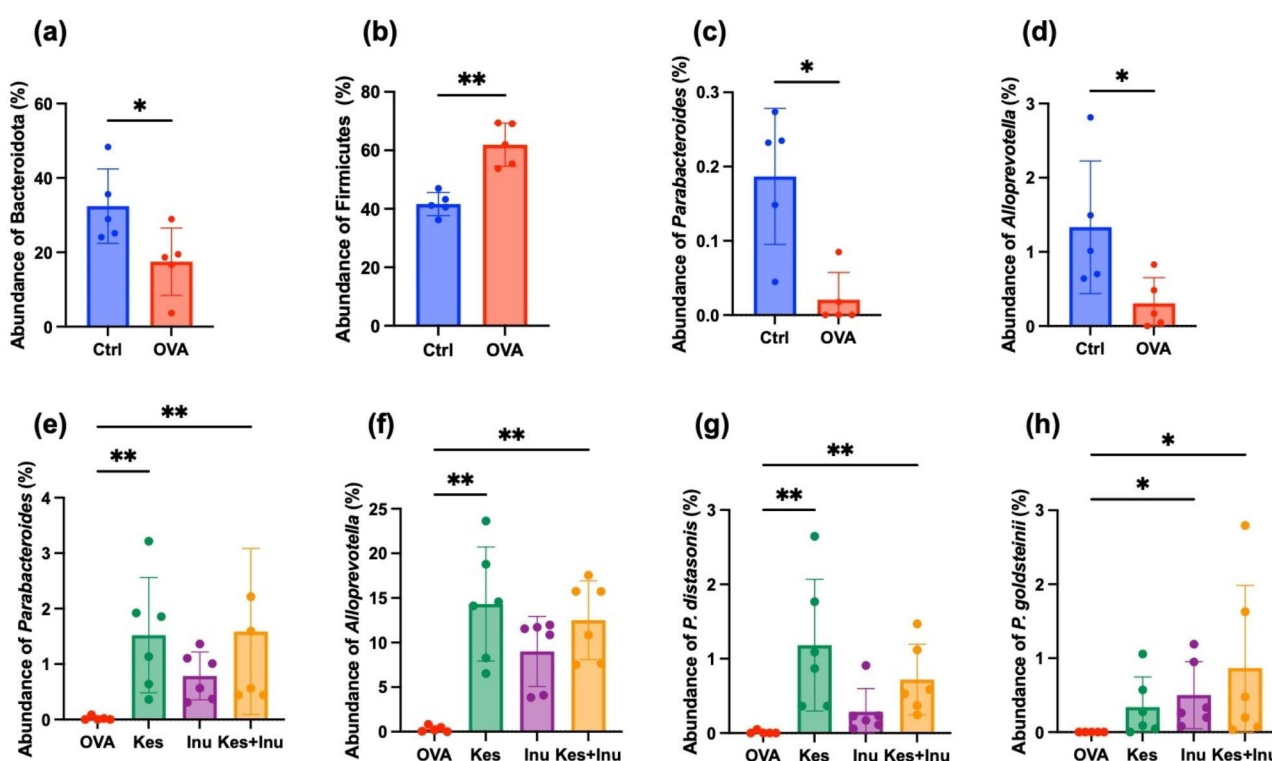 (a)
(b)
(c)
(d)
Abundance of Bacteroidota (%)
60
40
20
0
*
Ctrl OVA
Abundance of Firmicutes (%)
80
60
40
20
0
**
Ctrl OVA
Abundance of Parabacteroides (%)
0.3
0.2
0.1
0.0
*
Ctrl OVA
Abundance of Alloprevotella (%)
3
2
1
0
*
Ctrl OVA
(e)
(f)
(g)
(h)
Abundance of Parabacteroides (%)
4
3
2
1
0
**
**
OVA Kes Inu Kes+Inu
Abundance of Alloprevotella (%)
25
20
15
10
5
0
**
**
OVA Kes Inu Kes+Inu
Abundance of P. distasonis (%)
3
2
1
0
**
**
OVA Kes Inu Kes+Inu
Abundance of P. goldsteinii (%)
3
2
1
0
*
*
OVA Kes Inu Kes+Inu